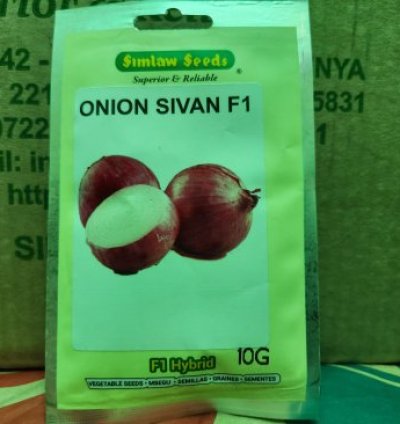 Simlaw Seeds
Superior & Reliable ®
ONION SIVAN F1
F1 Hybrid 10G
VEGETABLE SEEDS • MBEGU • SEMILLAS • GRAINES • SEMENTES
42 -
NYA
221
5831
0722
il: in
http
SI